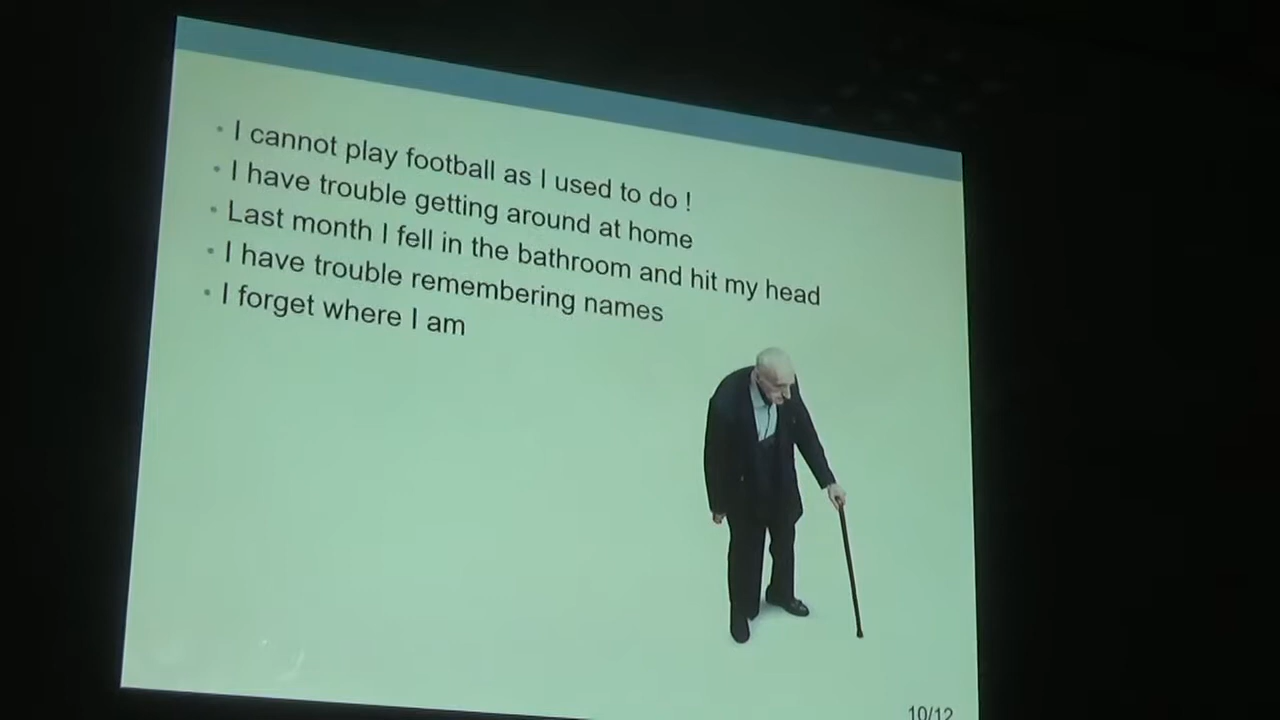 • I cannot play football as I used to do !
• I have trouble getting around at home
• Last month I fell in the bathroom and hit my head
• I have trouble remembering names
• I forget where I am
10/12